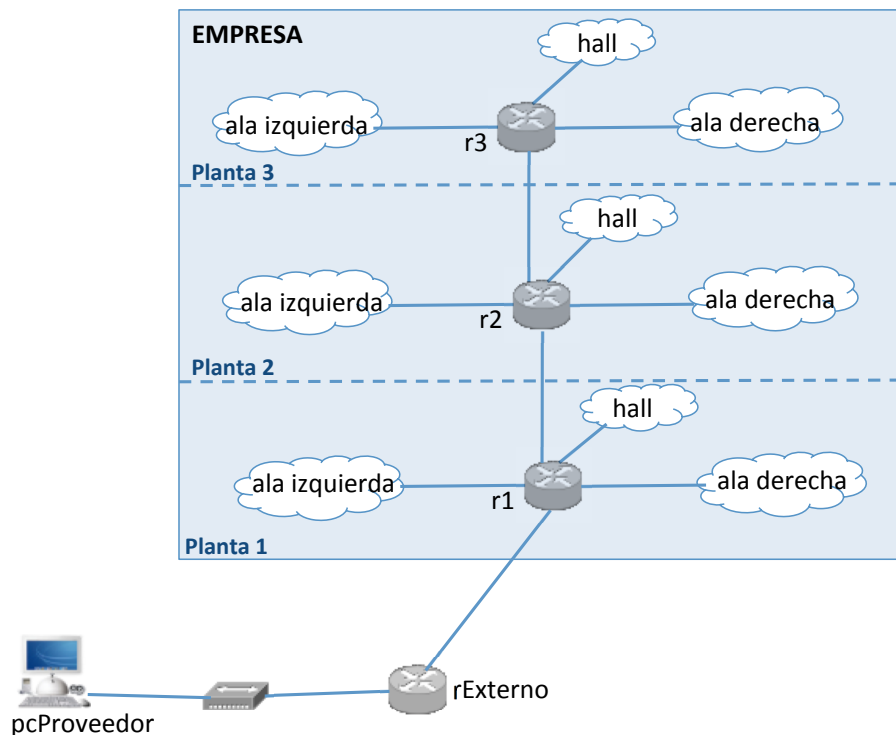 EMPRESA
hall
ala izquierda
ala derecha
r3
Planta 3
hall
ala izquierda
ala derecha
r2
Planta 2
hall
ala izquierda
ala derecha
r1
Planta 1
rExterno
pcProveedor